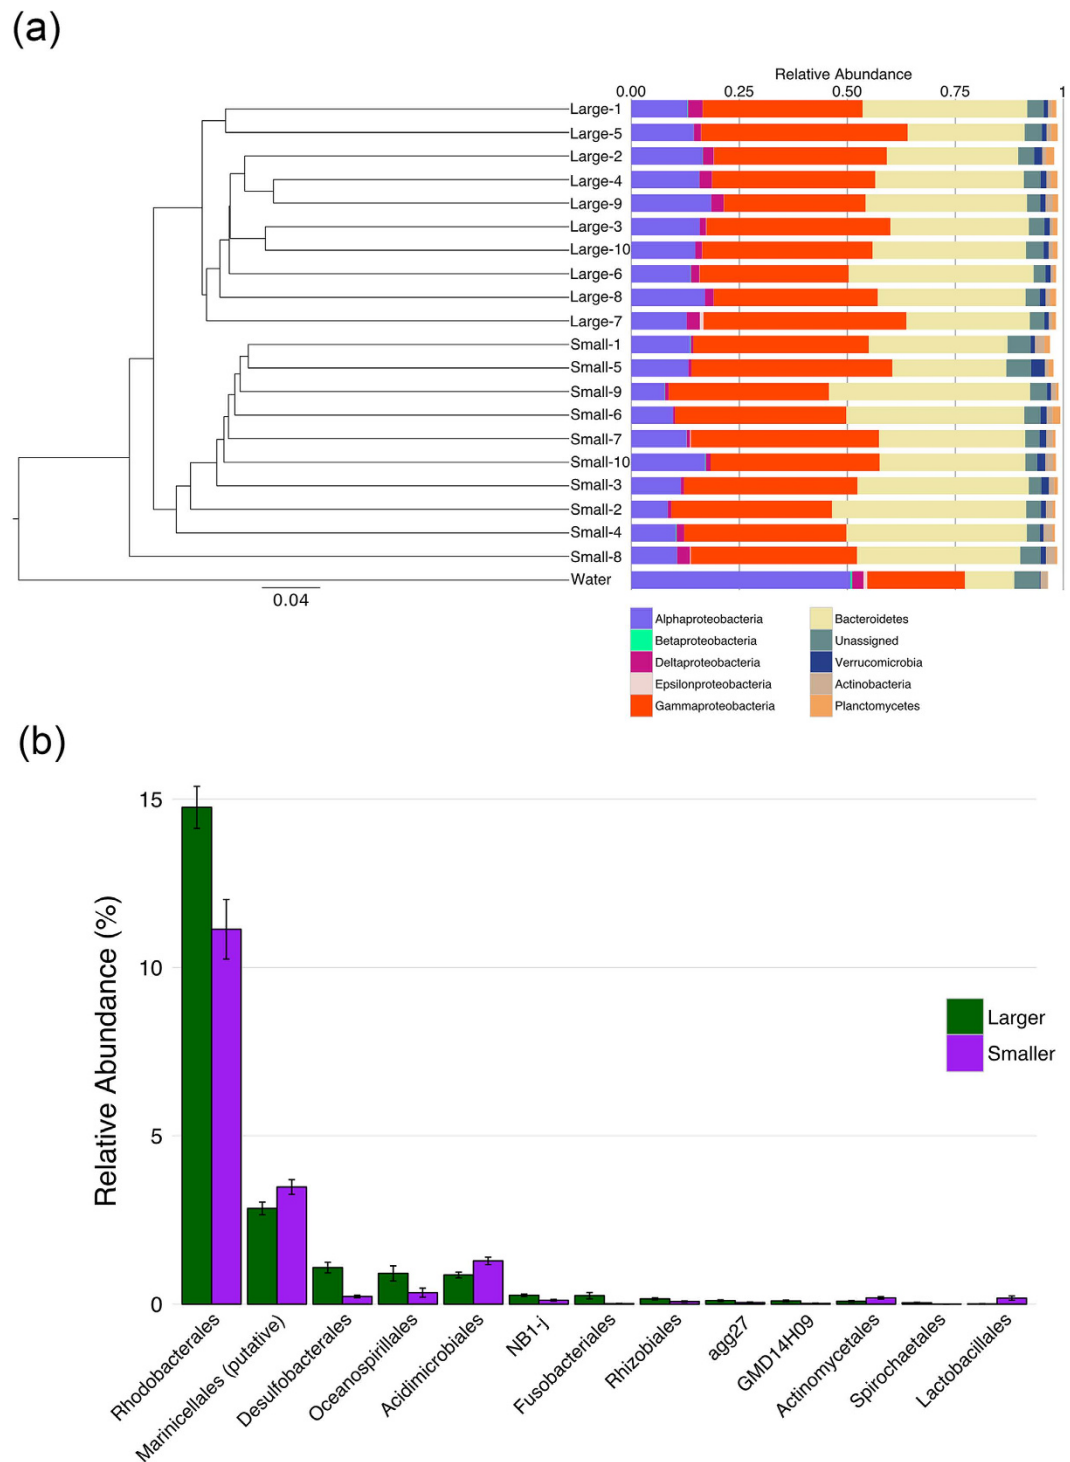 (a)
Relative Abundance
0.00 0.25 0.50 0.75 1
Large-1
Large-5
Large-2
Large-4
Large-9
Large-3
Large-10
Large-6
Large-8
Large-7
Small-1
Small-5
Small-9
Small-6
Small-7
Small-10
Small-3
Small-2
Small-4
Small-8
Water
0.04
Alphaproteobacteria Bacteroidetes
Betaproteobacteria Unassigned
Deltaproteobacteria Verrucomicrobia
Epsilonproteobacteria Actinobacteria
Gammaproteobacteria Planctomycetes
(b)
Relative Abundance (%)
15
10
5
0
Larger
Smaller
Rhodobacterales
Marinicellales (putative)
Desulfobacterales
Oceanospirillales
Acidimicrobiales
NB1-j
Fusobacteriales
Rhizobiales
agg27
GMD14H09
Actinomycetales
Spirochaetales
Lactobacillales